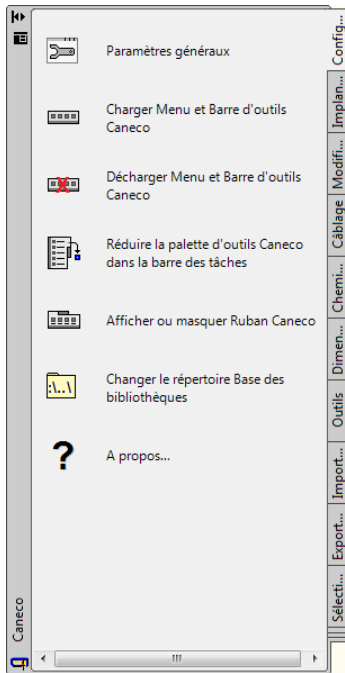 Paramètres généraux
Charger Menu et Barre d'outils
Caneco
Décharger Menu et Barre d'outils
Caneco
Réduire la palette d'outils Caneco
dans la barre des tâches
Afficher ou masquer Ruban Caneco
:\..\
Changer le répertoire Base des
bibliothèques
?
A propos...
Config...
Implan...
Modifi...
Câblage
Chemi...
Dimen...
Outils
Import...
Export...
Sélecti...
Caneco